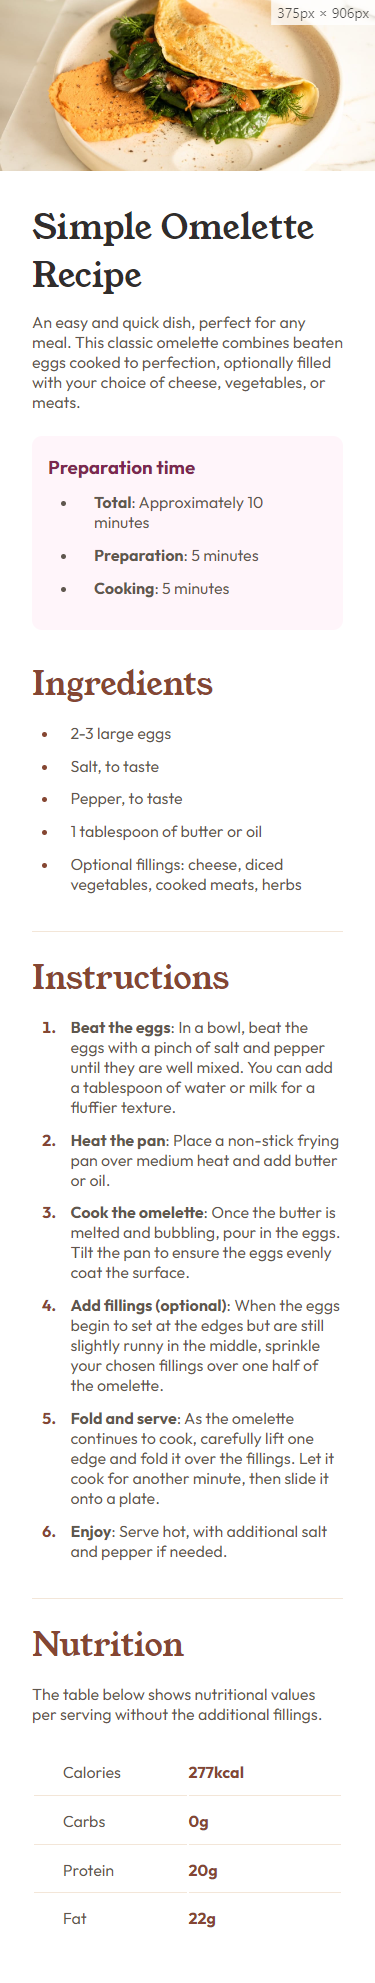 375px × 906px
Simple Omelette
Recipe
An easy and quick dish, perfect for any
meal. This classic omelette combines beaten
eggs cooked to perfection, optionally filled
with your choice of cheese, vegetables, or
meats.
Preparation time
• Total: Approximately 10
minutes
• Preparation: 5 minutes
• Cooking: 5 minutes
Ingredients
• 2-3 large eggs
• Salt, to taste
• Pepper, to taste
• 1 tablespoon of butter or oil
• Optional fillings: cheese, diced
vegetables, cooked meats, herbs
Instructions
1. Beat the eggs: In a bowl, beat the
eggs with a pinch of salt and pepper
until they are well mixed. You can add
a tablespoon of water or milk for a
fluffier texture.
2. Heat the pan: Place a non-stick frying
pan over medium heat and add butter
or oil.
3. Cook the omelette: Once the butter is
melted and bubbling, pour in the eggs.
Tilt the pan to ensure the eggs evenly
coat the surface.
4. Add fillings (optional): When the eggs
begin to set at the edges but are still
slightly runny in the middle, sprinkle
your chosen fillings over one half of
the omelette.
5. Fold and serve: As the omelette
continues to cook, carefully lift one
edge and fold it over the fillings. Let it
cook for another minute, then slide it
onto a plate.
6. Enjoy: Serve hot, with additional salt
and pepper if needed.
Nutrition
The table below shows nutritional values
per serving without the additional fillings.
Calories 277kcal
Carbs 0g
Protein 20g
Fat 22g